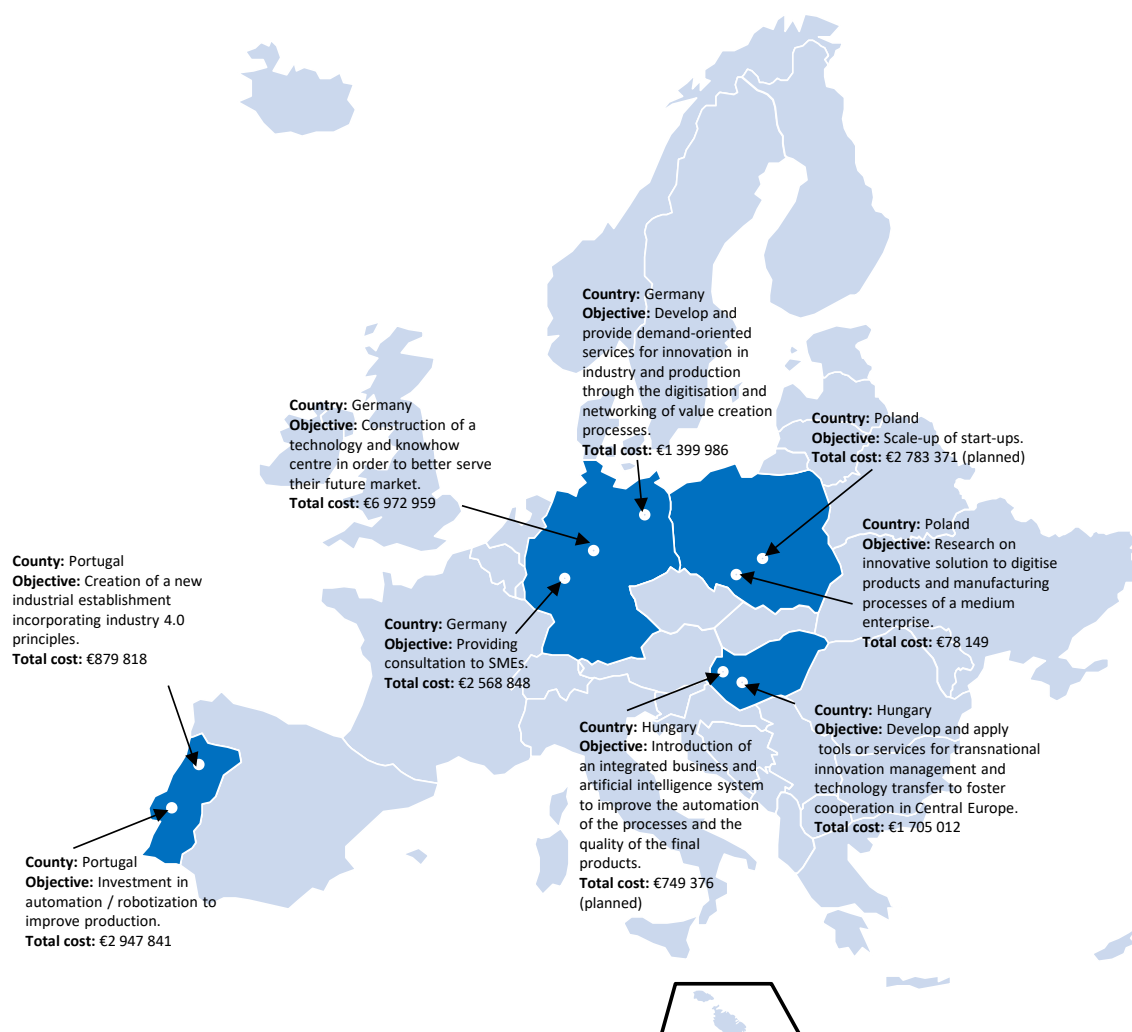 Country: Germany
Objective: Develop and
provide demand-oriented
services for innovation in
industry and production
through the digitisation and
networking of value creation
processes.
Total cost: €1 399 986
Country: Germany
Objective: Construction of a
technology and knowhow
centre in order to better serve
their future market.
Total cost: €6 972 959
Country: Poland
Objective: Scale-up of start-ups.
Total cost: €2 783 371 (planned)
Country: Poland
Objective: Research on
innovative solution to digitise
products and manufacturing
processes of a medium
enterprise.
Total cost: €78 149
County: Portugal
Objective: Creation of a new
industrial establishment
incorporating industry 4.0
principles.
Total cost: €879 818
Country: Germany
Objective: Providing
consultation to SMEs.
Total cost: €2 568 848
Country: Hungary
Objective: Introduction of
an integrated business and
artificial intelligence system
to improve the automation
of the processes and the
quality of the final
products.
Total cost: €749 376
(planned)
Country: Hungary
Objective: Develop and apply
tools or services for transnational
innovation management and
technology transfer to foster
cooperation in Central Europe.
Total cost: €1 705 012
County: Portugal
Objective: Investment in
automation / robotization to
improve production.
Total cost: €2 947 841